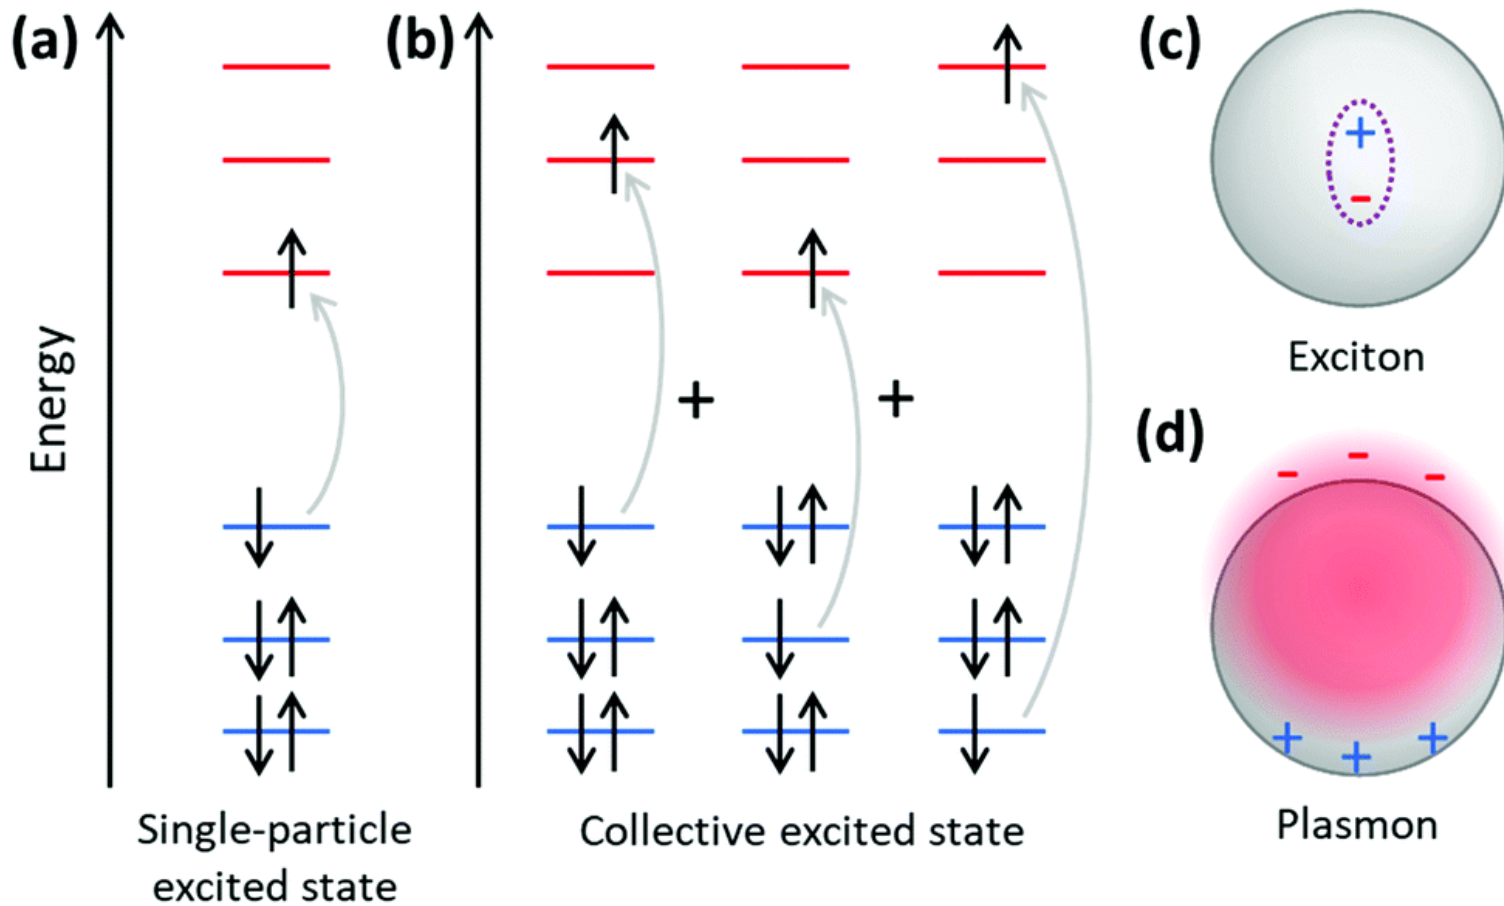 (a)
(b)
(c)
(d)
Energy
+
+
+
-
Exciton
- - -
+ + +
Plasmon
Single-particle
excited state
Collective excited state